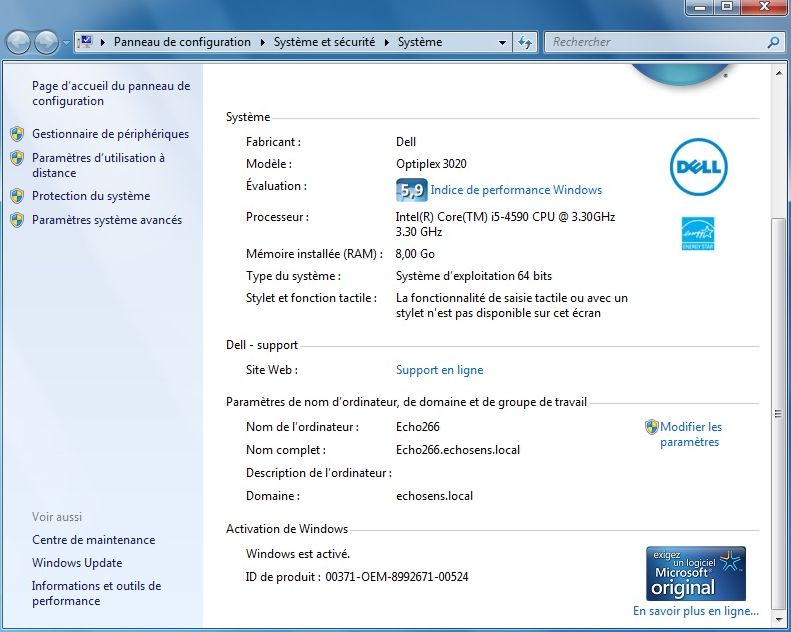 Panneau de configuration ▸ Système et sécurité ▸ Système
Rechercher
Page d'accueil du panneau de
configuration
Gestionnaire de périphériques
Paramètres d'utilisation à
distance
Protection du système
Paramètres système avancés
Système
Fabricant :
Dell
Modèle :
Optiplex 3020
Évaluation :
5,9 Indice de performance Windows
Processeur :
Intel(R) Core(TM) i5-4590 CPU @ 3.30GHz
3.30 GHz
Mémoire installée (RAM) :
8,00 Go
Type du système :
Système d'exploitation 64 bits
Stylet et fonction tactile :
La fonctionnalité de saisie tactile ou avec un
stylet n'est pas disponible sur cet écran
DELL
energy
ENERGY STAR
Dell - support
Site Web :
Support en ligne
Paramètres de nom d'ordinateur, de domaine et de groupe de travail
Nom de l'ordinateur :
Echo266
Modifier les
paramètres
Nom complet :
Echo266.echosens.local
Description de l'ordinateur :
Domaine :
echosens.local
Activation de Windows
Windows est activé.
ID de produit : 00371-OEM-8992671-00524
exigez
un logiciel
Microsoft®
original
En savoir plus en ligne...
Voir aussi
Centre de maintenance
Windows Update
Informations et outils de
performance